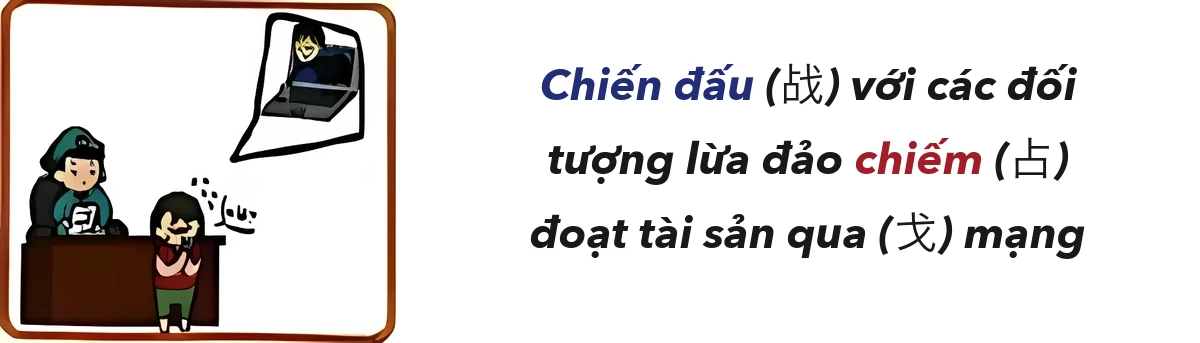 Chiến đấu (战) với các đối
tượng lừa đảo chiếm (占)
đoạt tài sản qua (戈) mạng